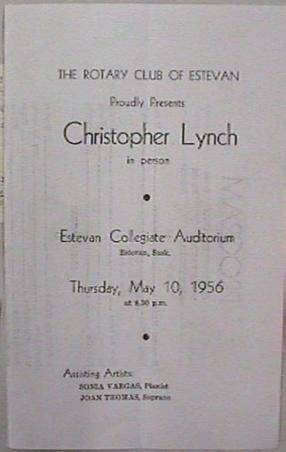 THE ROTARY CLUB OF ESTEVAN
Proudly Presents
Christopher Lynch
in person
Estevan Collegiate Auditorium
Estevan, Sask.
Thursday, May 10, 1956
at 8.30 p.m.
Assisting Artists:
SONIA VARGAS, Pianist
JOAN THOMAS, Soprano